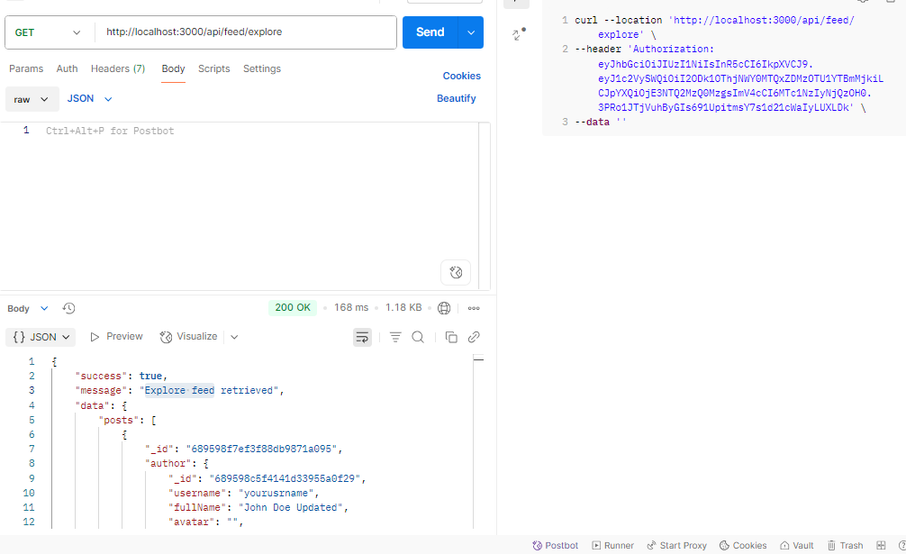 GET http://localhost:3000/api/feed/explore Send
Params Auth Headers (7) Body Scripts Settings
Cookies
raw JSON Beautify
1 Ctrl+Alt+P for Postbot
Body 200 OK 168 ms 1.18 KB
{} JSON Preview Visualize
1 {
2 "success": true,
3 "message": "Explore feed retrieved",
4 "data": {
5 "posts": [
6 {
7 "_id": "689598f7ef3f88db9871a095",
8 "author": {
9 "_id": "689598c5f4141d33955a0f29",
10 "username": "yourusrname",
11 "fullName": "John Doe Updated",
12 "avatar": "",
1 curl --location 'http://localhost:3000/api/feed/
explore' \
2 --header 'Authorization:
3 --data ''
Postbot Runner Start Proxy Cookies Vault Trash